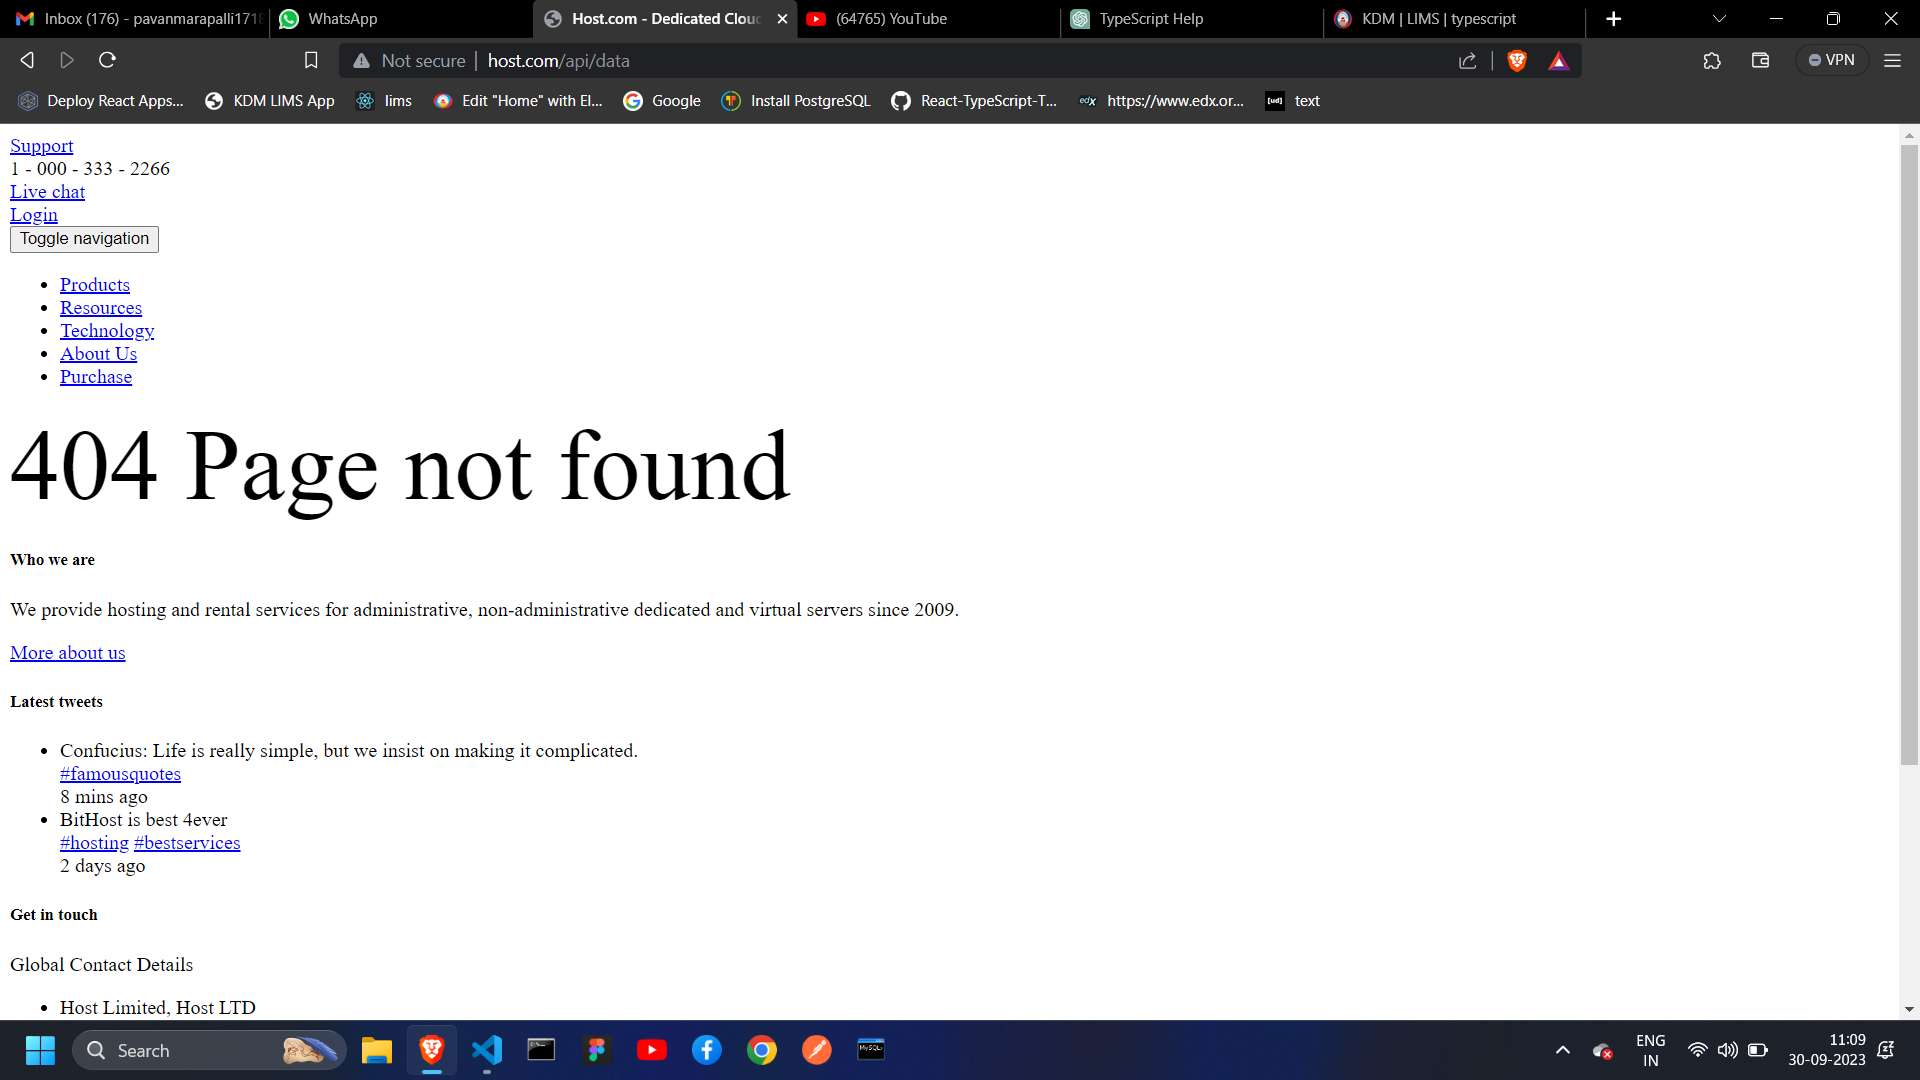 Inbox (176) - pavanmarapalli1718
WhatsApp
Host.com - Dedicated Clou
(64765) YouTube
TypeScript Help
KDM | LIMS | typescript
Not secure
host.com/api/data
VPN
Deploy React Apps...
KDM LIMS App
lims
Edit "Home" with El...
Google
Install PostgreSQL
React-TypeScript-T...
edX
https://www.edx.or...
[ud]
text
Support
1 - 000 - 333 - 2266
Live chat
Login
Toggle navigation
Products
Resources
Technology
About Us
Purchase
404 Page not found
Who we are
We provide hosting and rental services for administrative, non-administrative dedicated and virtual servers since 2009.
More about us
Latest tweets
Confucius: Life is really simple, but we insist on making it complicated.
#famousquotes
8 mins ago
BitHost is best 4ever
#hosting #bestservices
2 days ago
Get in touch
Global Contact Details
Host Limited, Host LTD
Search
MySQL
ENG
IN
11:09
30-09-2023